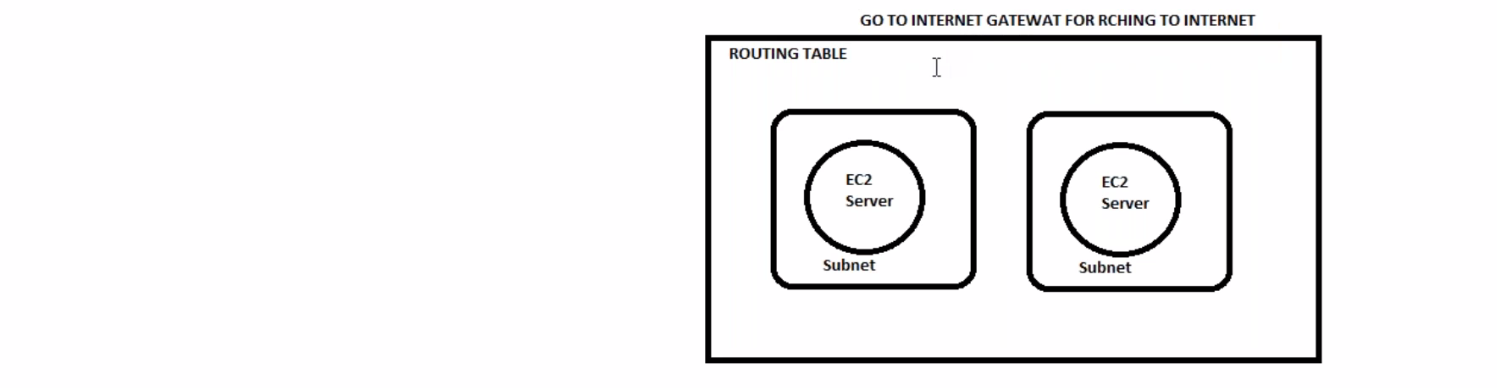 GO TO INTERNET GATEWAT FOR RCHING TO INTERNET
ROUTING TABLE
EC2
Server
Subnet
EC2
Server
Subnet